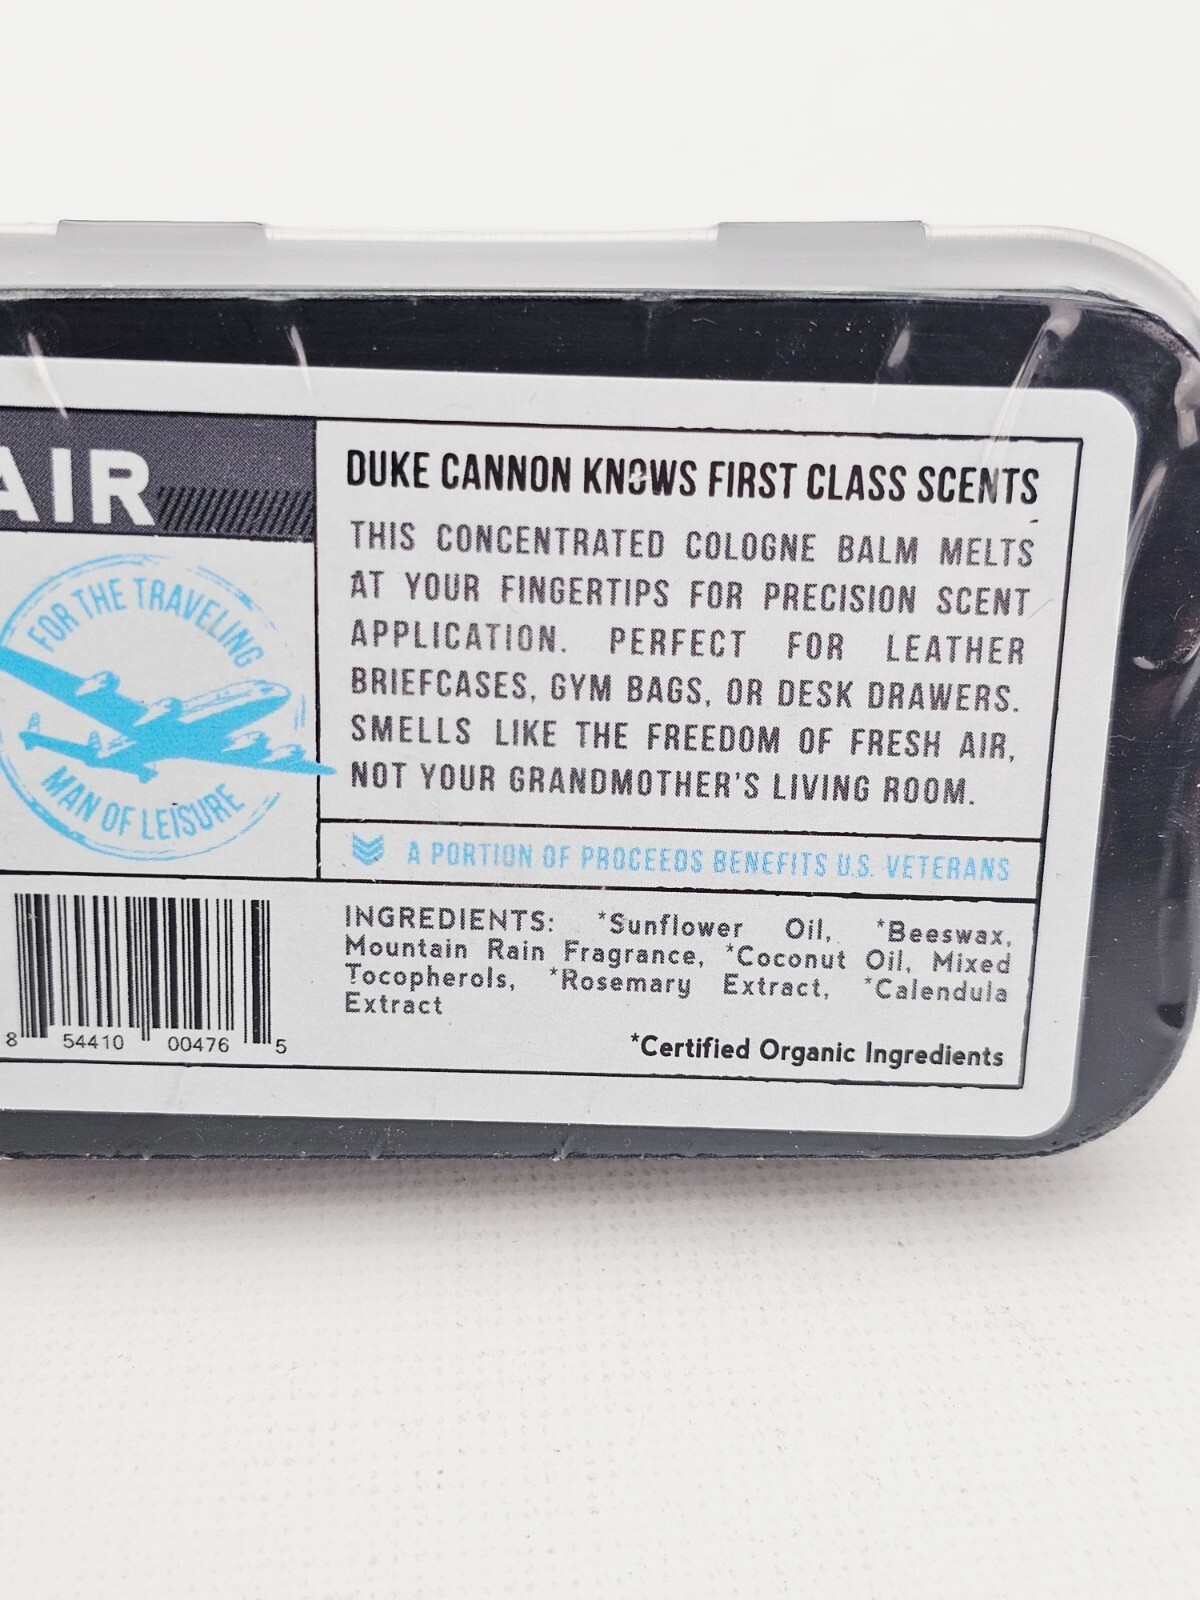 AIR
FOR THE TRAVELING
MAN OF LEISURE
DUKE CANNON KNOWS FIRST CLASS SCENTS
THIS CONCENTRATED COLOGNE BALM MELTS
AT YOUR FINGERTIPS FOR PRECISION SCENT
APPLICATION. PERFECT FOR LEATHER
BRIEFCASES, GYM BAGS, OR DESK DRAWERS.
SMELLS LIKE THE FREEDOM OF FRESH AIR,
NOT YOUR GRANDMOTHER'S LIVING ROOM.
A PORTION OF PROCEEDS BENEFITS U.S. VETERANS
INGREDIENTS: *Sunflower Oil, *Beeswax,
Mountain Rain Fragrance, *Coconut Oil, Mixed
Tocopherols, *Rosemary Extract, *Calendula
Extract
*Certified Organic Ingredients
8 54410 00476 5